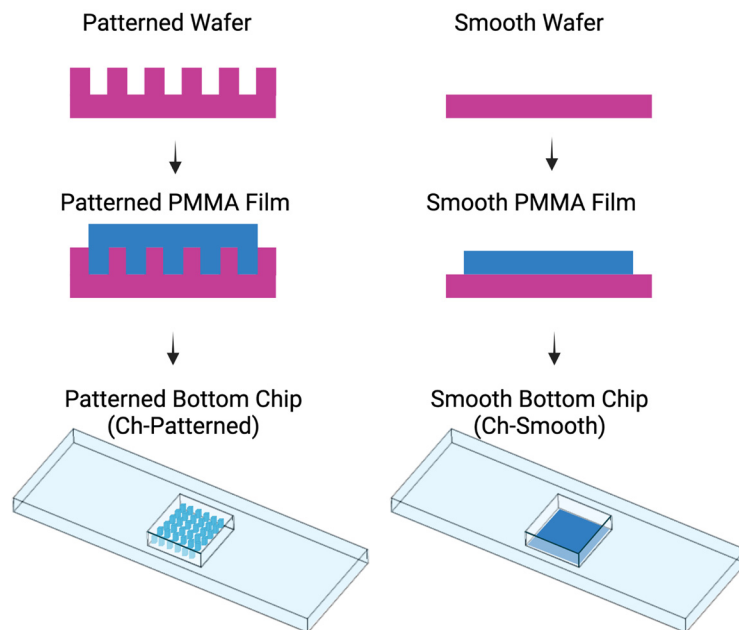 Patterned Wafer
Smooth Wafer
Patterned PMMA Film
Smooth PMMA Film
Patterned Bottom Chip
(Ch-Patterned)
Smooth Bottom Chip
(Ch-Smooth)